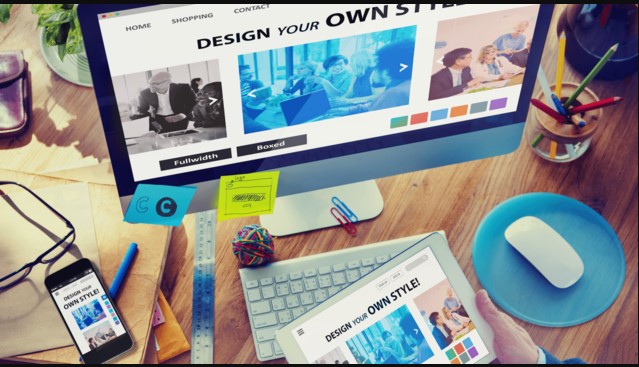 HOME SHOPPING CONTACT
DESIGN YOUR OWN STYLE!
Fullwidth Boxed
C C
DESIGN YOUR
OWN STYLE!
DESIGN YOUR OWN STYLE!